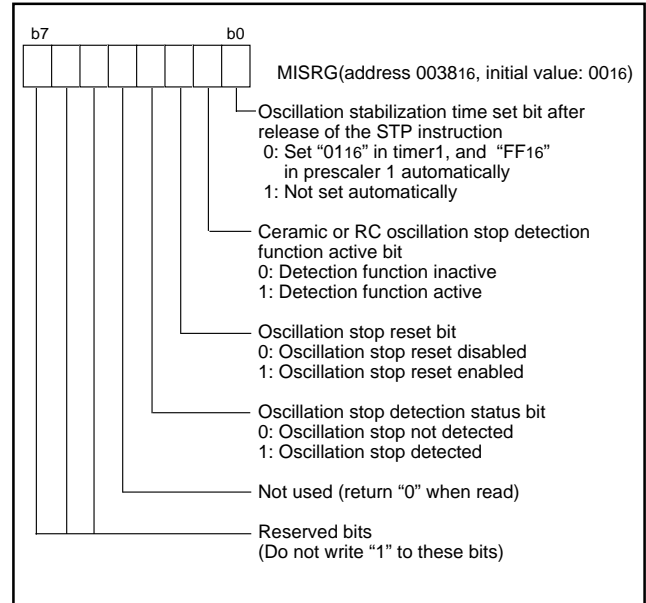 b7 b0
MISRG(address 003816, initial value: 0016)
Oscillation stabilization time set bit after
release of the STP instruction
0: Set “0116” in timer1, and “FF16”
in prescaler 1 automatically
1: Not set automatically
Ceramic or RC oscillation stop detection
function active bit
0: Detection function inactive
1: Detection function active
Oscillation stop reset bit
0: Oscillation stop reset disabled
1: Oscillation stop reset enabled
Oscillation stop detection status bit
0: Oscillation stop not detected
1: Oscillation stop detected
Not used (return “0” when read)
Reserved bits
(Do not write “1” to these bits)